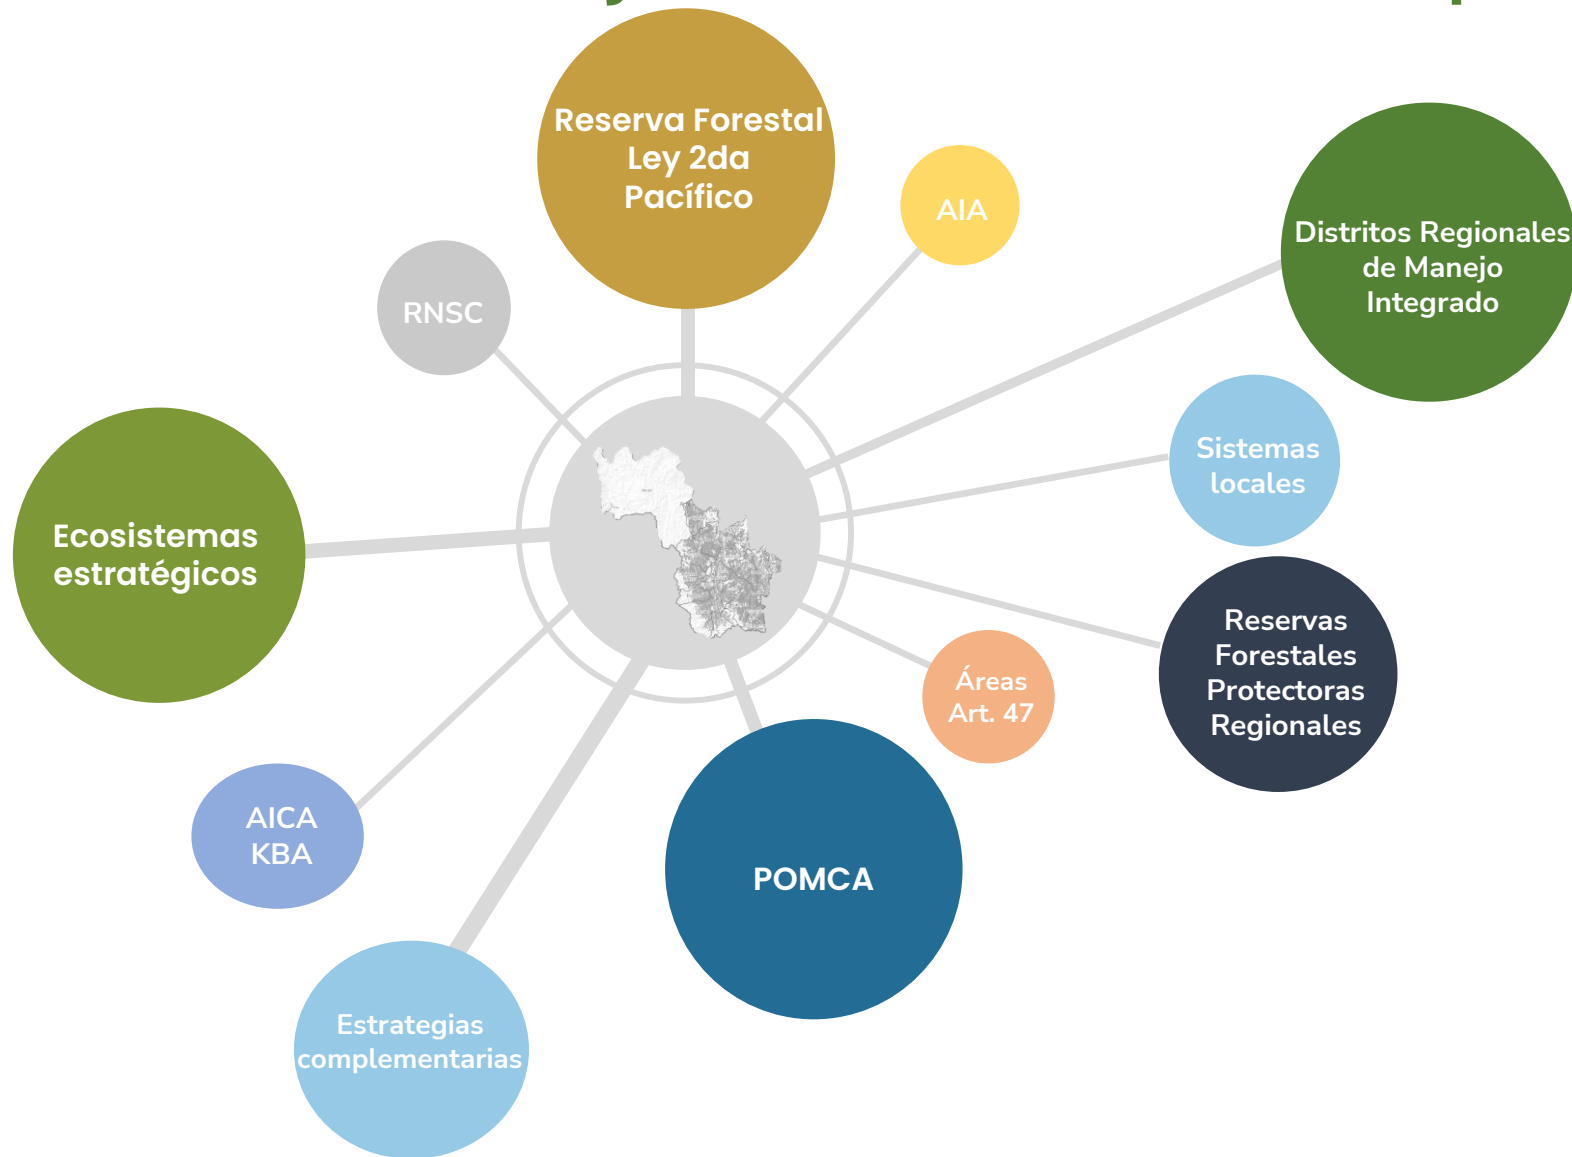 Reserva Forestal
Ley 2da
Pacífico
AIA
Distritos Regionales
de Manejo
Integrado
RNSC
Sistemas
locales
Ecosistemas
estratégicos
Reservas
Forestales
Protectoras
Regionales
Áreas
Art. 47
AICA
KBA
POMCA
Estrategias
complementarias